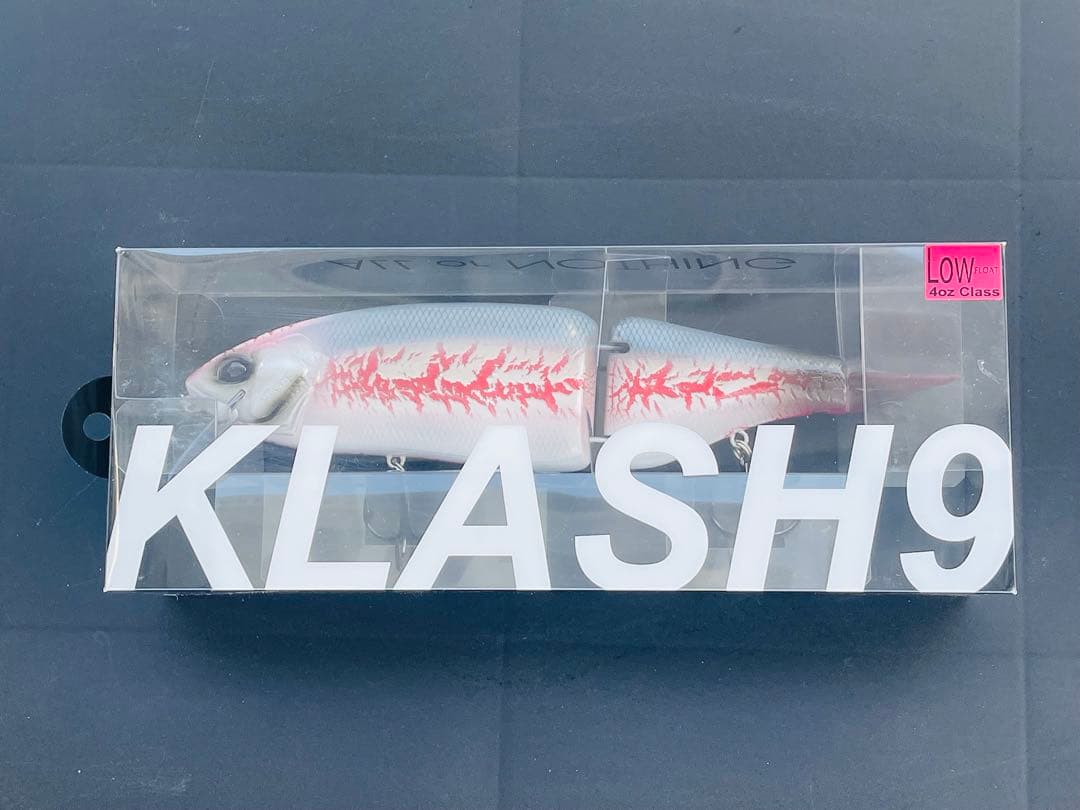 ALL or NOTHING
LOW FLOAT
4oz Class
KLASH9